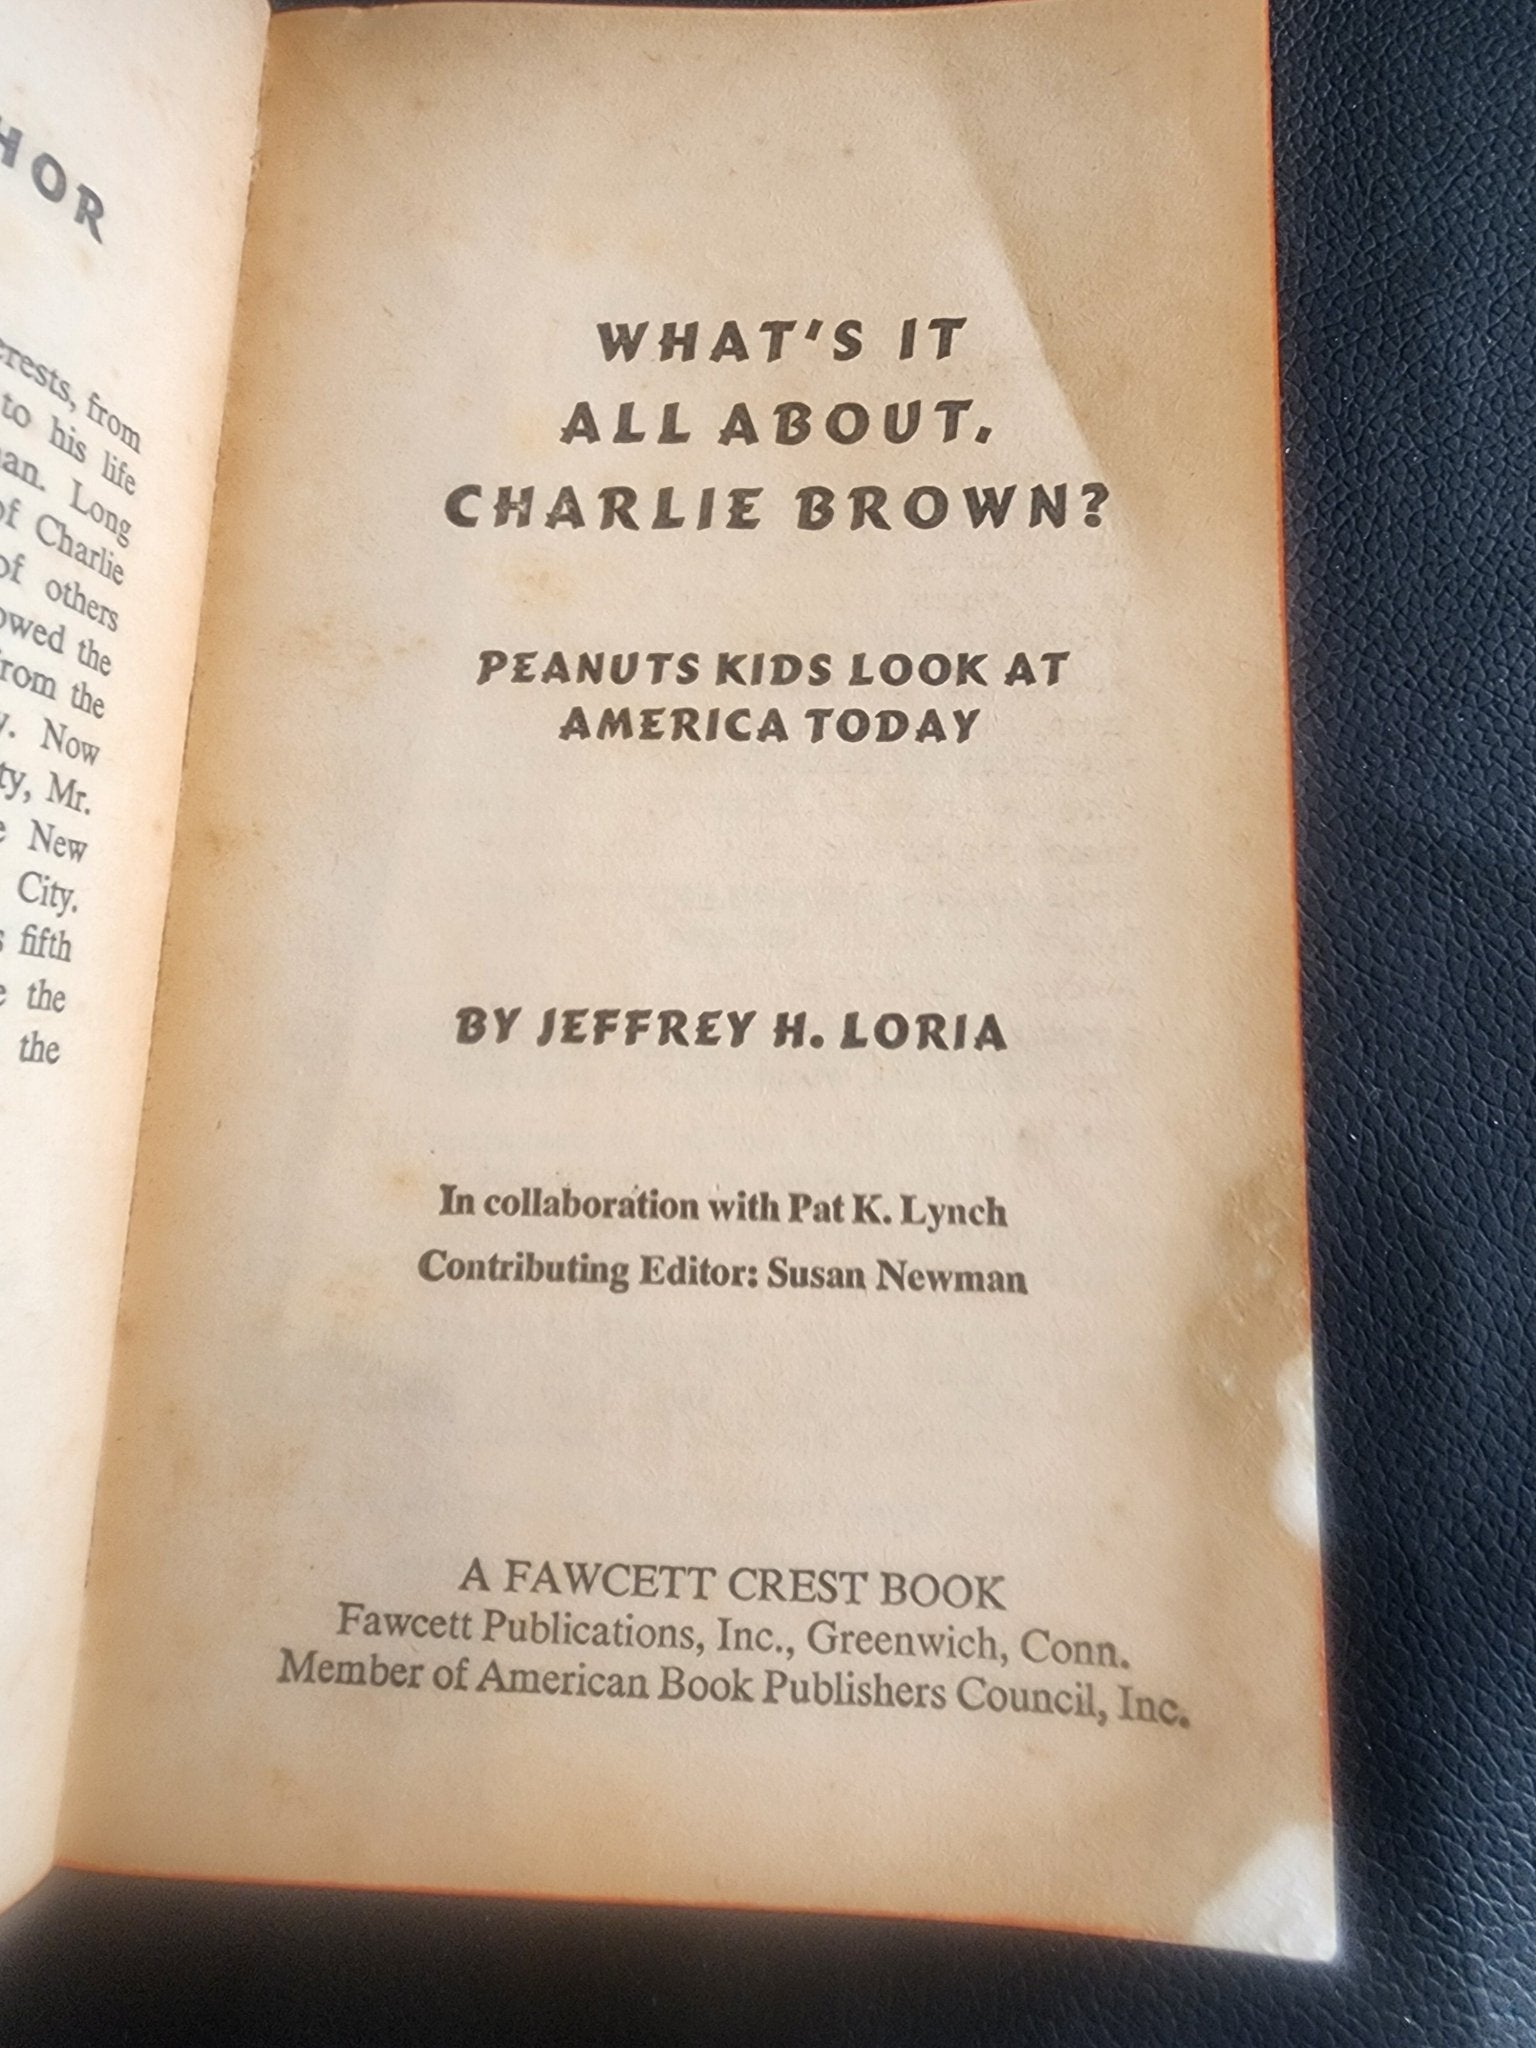 HOR
erests, from
to his life
an. Long
of Charlie
of others
owed the
from the
y. Now
ty, Mr.
e New
City.
s fifth
e the
the
WHAT'S IT
ALL ABOUT,
CHARLIE BROWN?
PEANUTS KIDS LOOK AT
AMERICA TODAY
BY JEFFREY H. LORIA
In collaboration with Pat K. Lynch
Contributing Editor: Susan Newman
A FAWCETT CREST BOOK
Fawcett Publications, Inc., Greenwich, Conn.
Member of American Book Publishers Council, Inc.